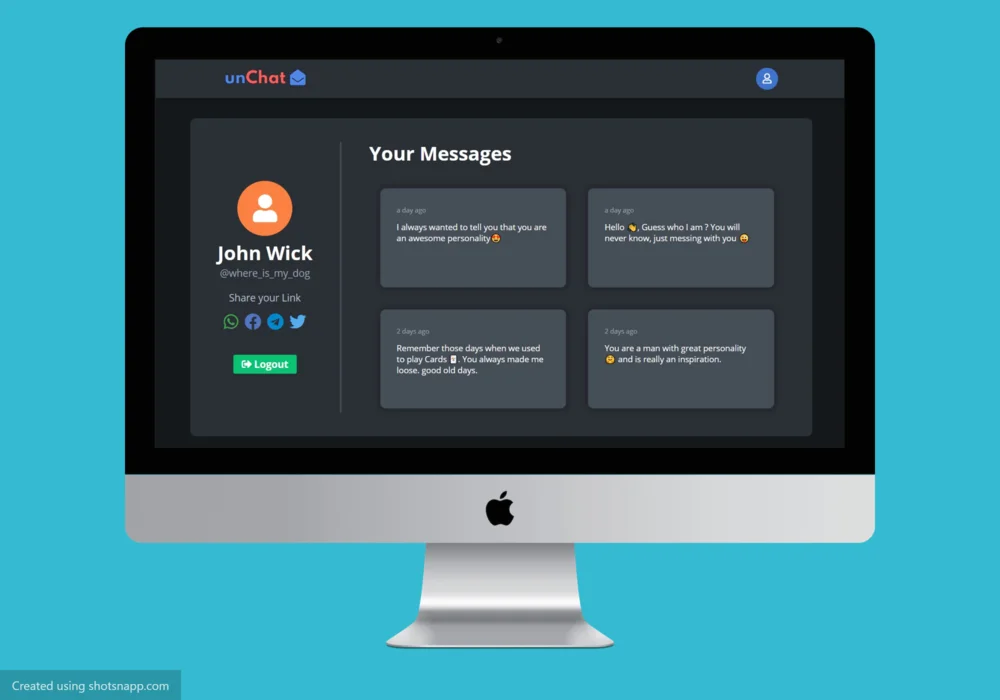 unChat
Your Messages
John Wick
@where_is_my_dog
Share your Link
Logout
a day ago
I always wanted to tell you that you are
an awesome personality🤩
a day ago
Hello 👋, Guess who I am ? You will
never know, just messing with you 😄
2 days ago
Remember those days when we used
to play Cards 🃏. You always made me
loose. good old days.
2 days ago
You are a man with great personality
and is really an inspiration.
Created using shotsnapp.com